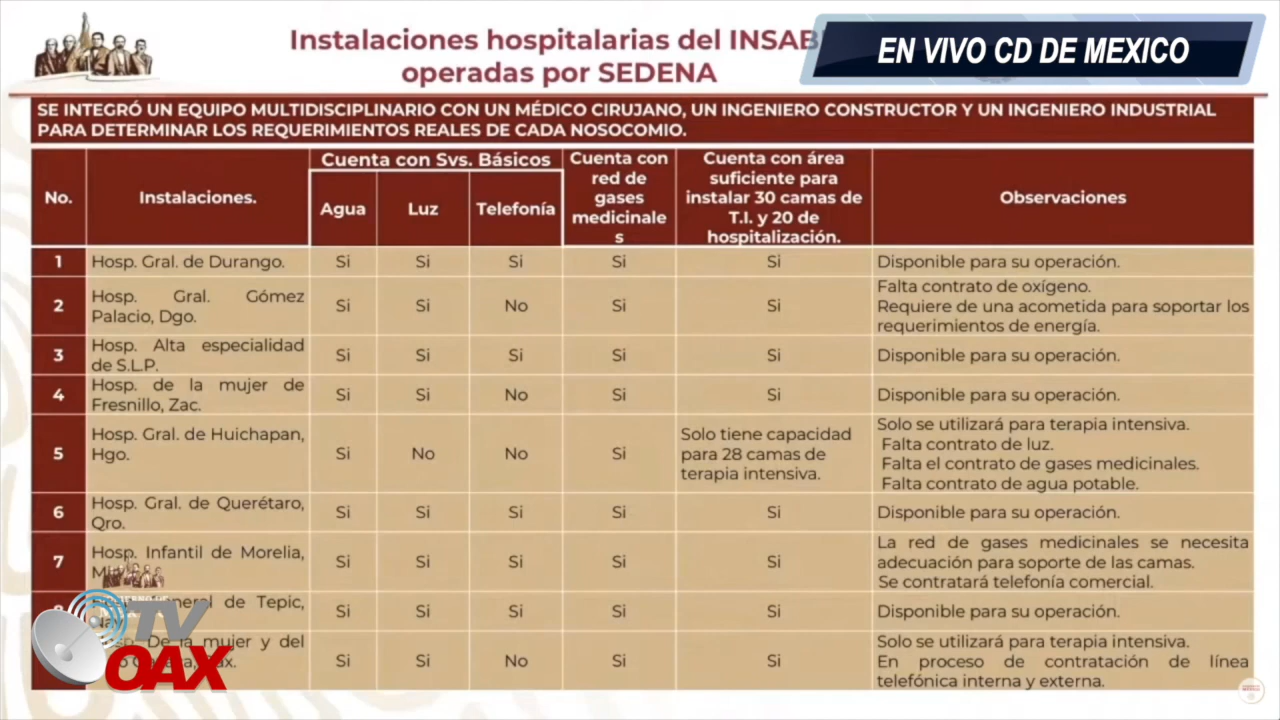 Instalaciones hospitalarias del INSAB
operadas por SEDENA
EN VIVO CD DE MEXICO
SE INTEGRÓ UN EQUIPO MULTIDISCIPLINARIO CON UN MÉDICO CIRUJANO, UN INGENIERO CONSTRUCTOR Y UN INGENIERO INDUSTRIAL
PARA DETERMINAR LOS REQUERIMIENTOS REALES DE CADA NOSOCOMIO.
No.
Instalaciones.
Cuenta con Svs. Básicos
Agua
Luz
Telefonía
Cuenta con
red de
gases
medicinale
s
Cuenta con área
suficiente para
instalar 30 camas de
T.I. y 20 de
hospitalización.
Observaciones
1
Hosp. Gral. de Durango.
Si
Si
Si
Si
Si
Disponible para su operación.
2
Hosp. Gral. Gómez
Palacio, Dgo.
Si
Si
No
Si
Si
Falta contrato de oxígeno.
Requiere de una acometida para soportar los
requerimientos de energía.
3
Hosp. Alta especialidad
de S.L.P.
Si
Si
Si
Si
Si
Disponible para su operación.
4
Hosp. de la mujer de
Fresnillo, Zac.
Si
Si
No
Si
Si
Disponible para su operación.
5
Hosp. Gral. de Huichapan,
Hgo.
Si
No
No
Si
Solo tiene capacidad
para 28 camas de
terapia intensiva.
Solo se utilizará para terapia intensiva.
Falta contrato de luz.
Falta el contrato de gases medicinales.
Falta contrato de agua potable.
6
Hosp. Gral. de Querétaro,
Qro.
Si
Si
Si
Si
Si
Disponible para su operación.
7
Hosp. Infantil de Morelia,
Si
Si
Si
Si
Si
La red de gases medicinales se necesita
adecuación para soporte de las camas.
Se contratará telefonía comercial.
de Tepic,
Si
Si
Si
Si
Si
Disponible para su operación.
De la mujer y del
Si
Si
No
Si
Si
Solo se utilizará para terapia intensiva.
En proceso de contratación de línea
telefónica interna y externa.
TV
OAX